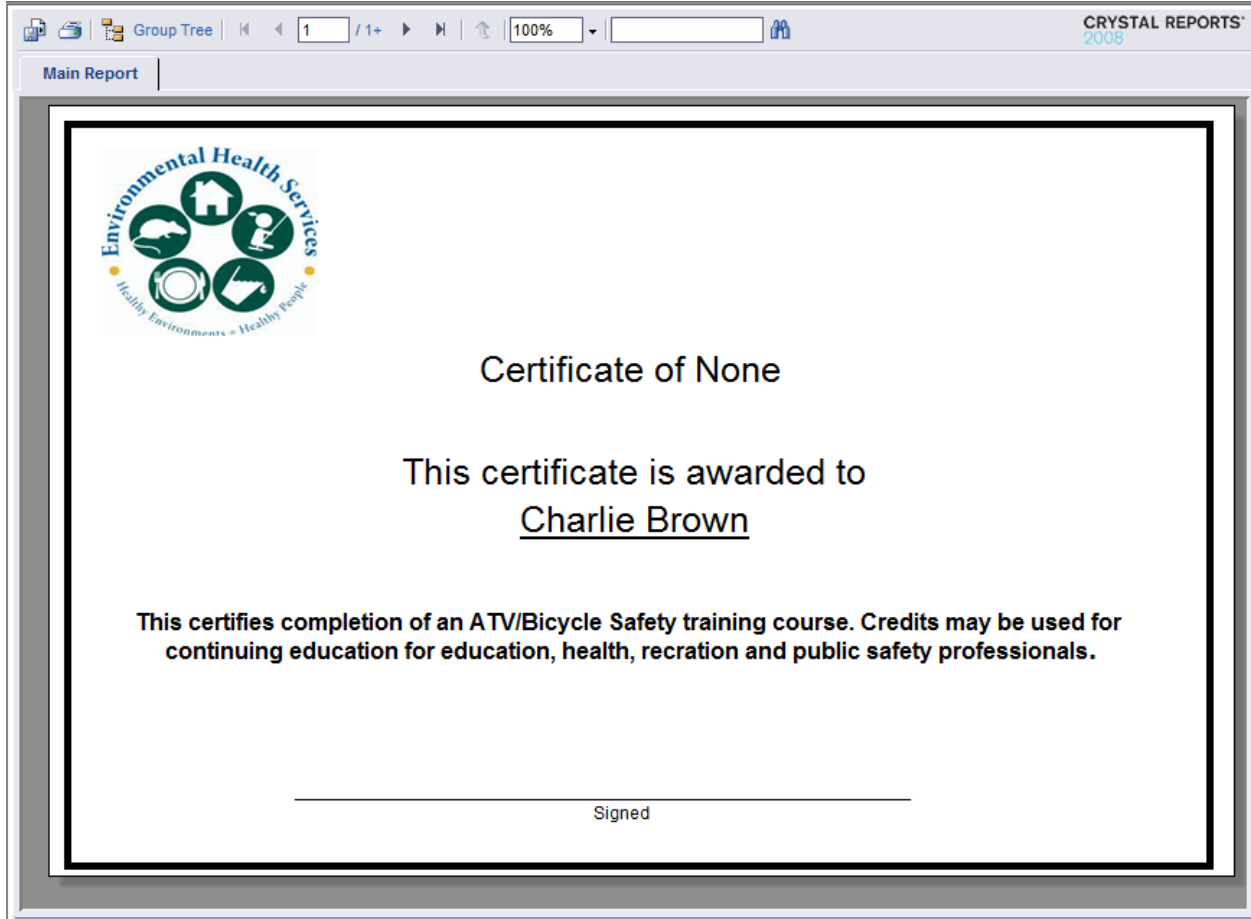 Group Tree 1 / 1+ 100% CRYSTAL REPORTS®
2008
Main Report
Environmental Health Services
Healthy Environments = Healthy People
Certificate of None
This certificate is awarded to
Charlie Brown
This certifies completion of an ATV/Bicycle Safety training course. Credits may be used for
continuing education for education, health, recration and public safety professionals.
Signed